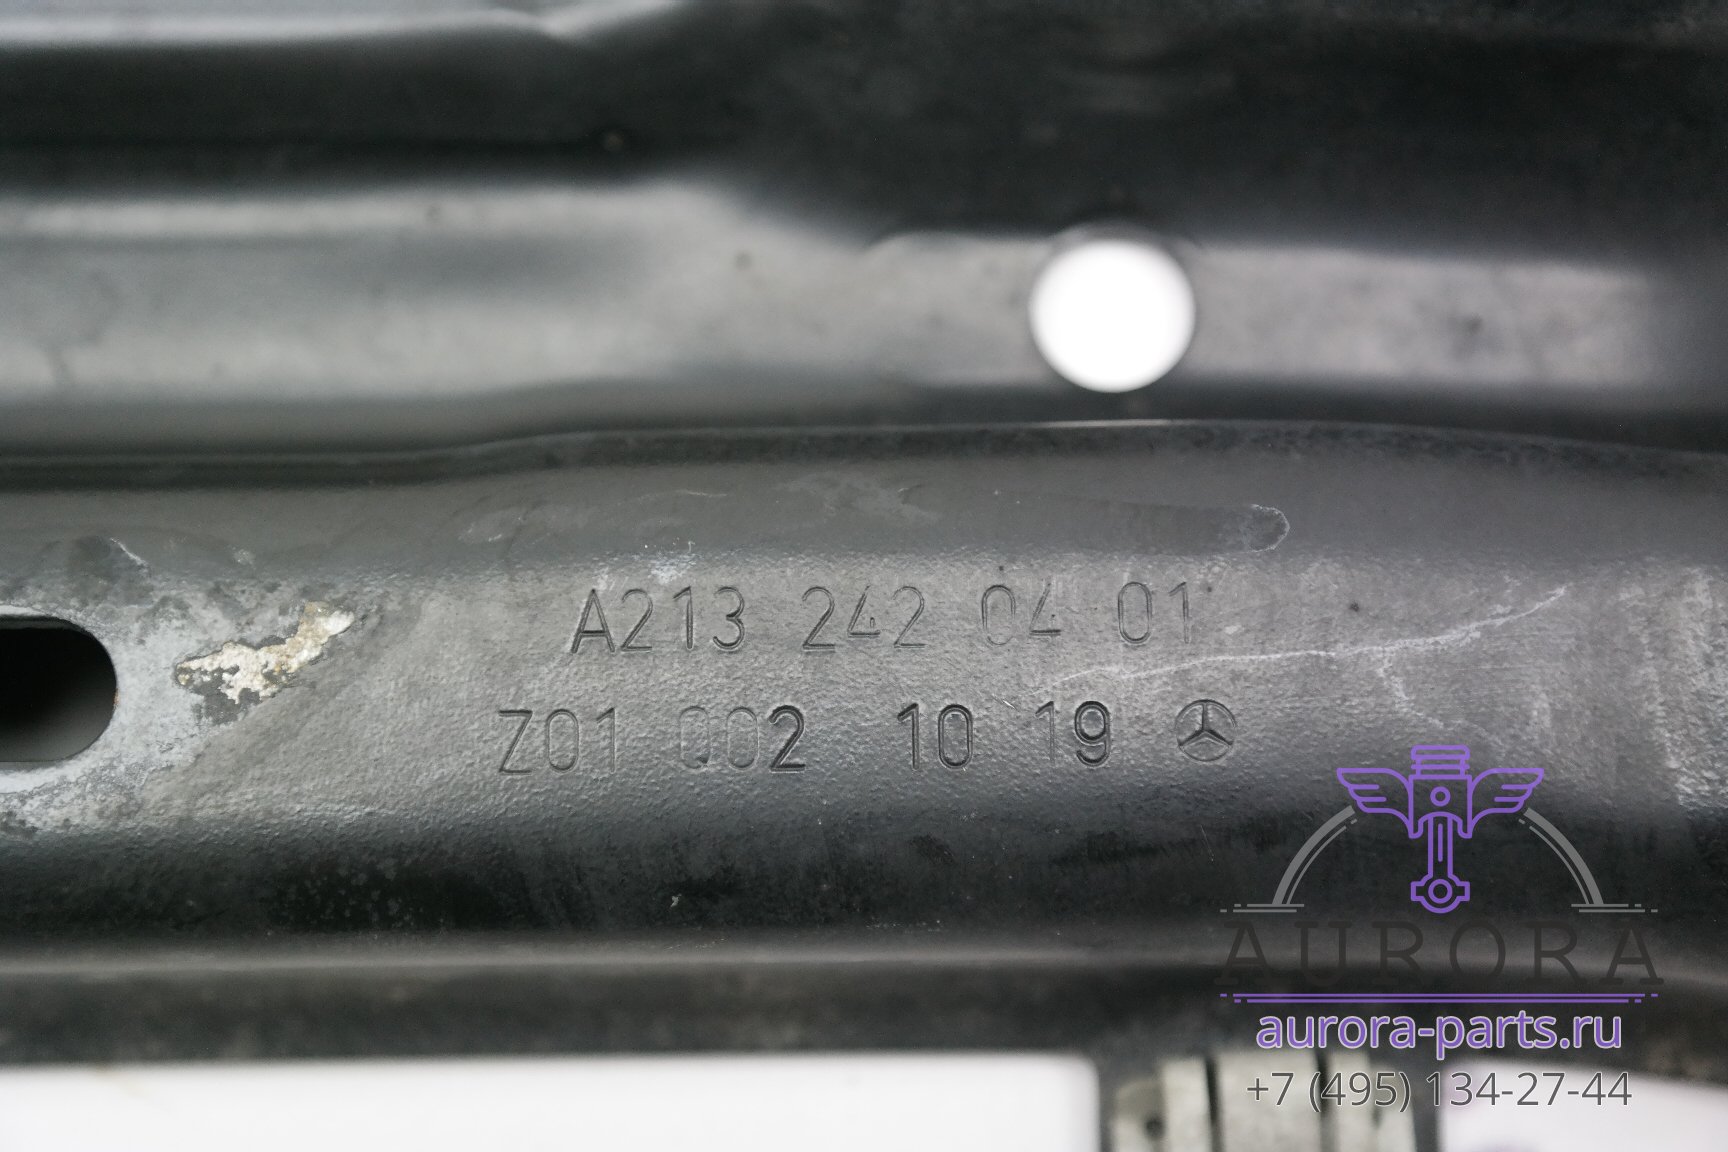 A213 242 04 01
Z01 002 10 19
AURORA
aurora-parts.ru
+7 (495) 134-27-44